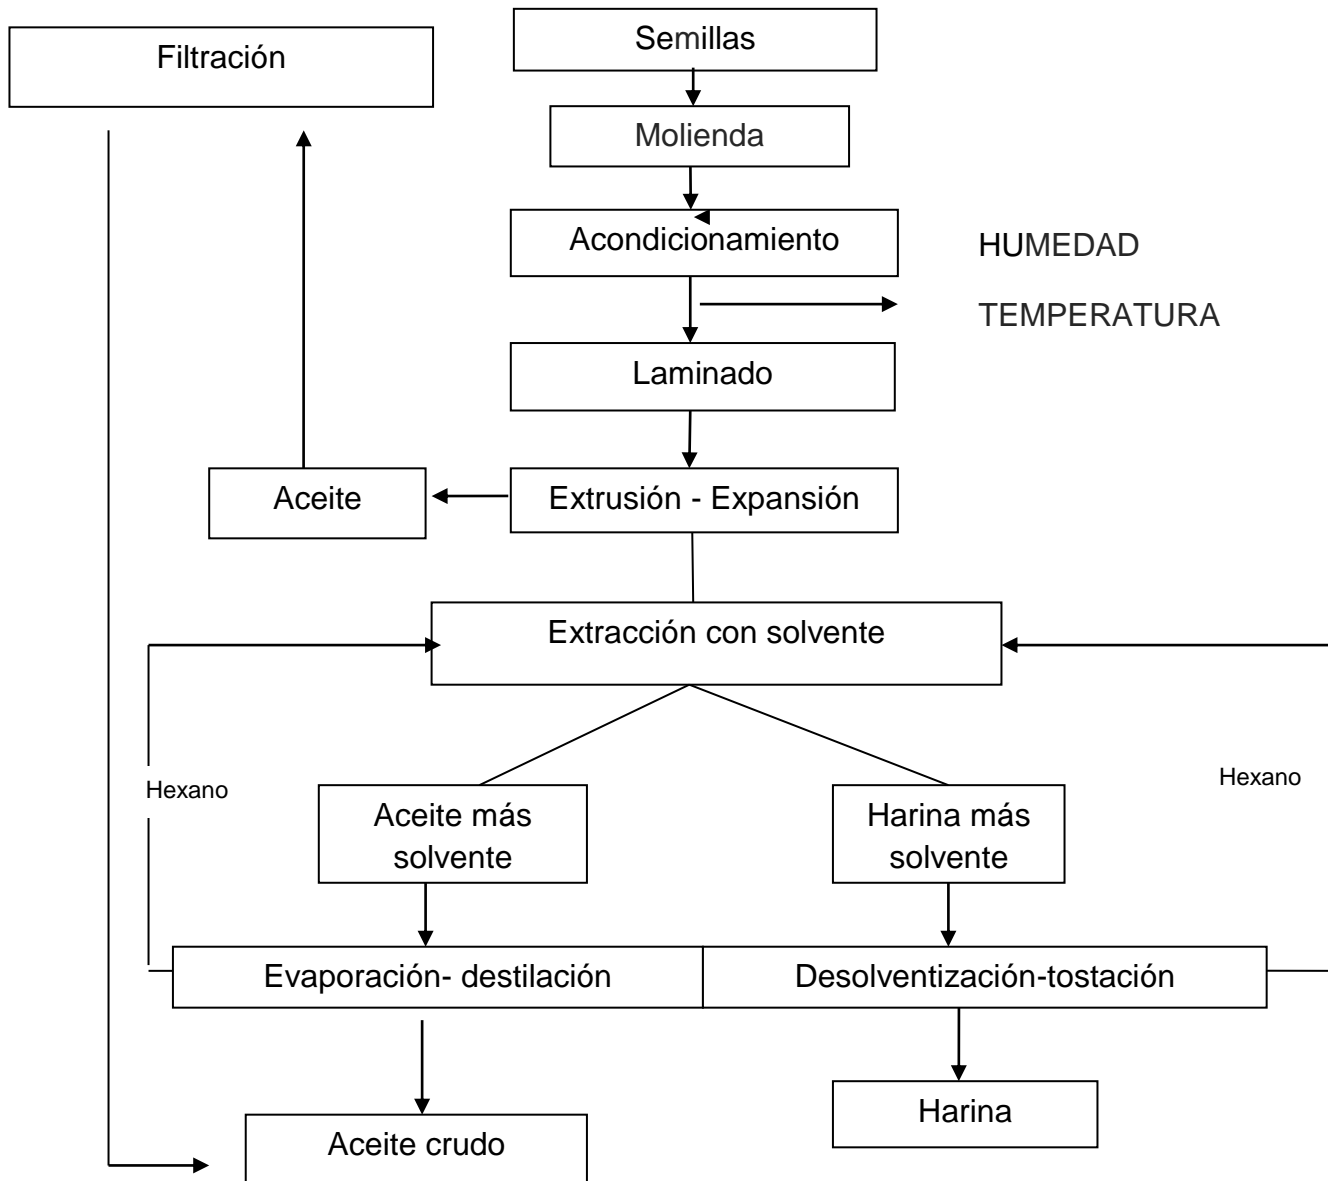 Semillas
Filtración
Molienda
Acondicionamiento
HUMEDAD
TEMPERATURA
Laminado
Aceite
Extrusión - Expansión
Extracción con solvente
Hexano
Hexano
Aceite más
solvente
Harina más
solvente
Evaporación- destilación
Desolventización-tostación
Harina
Aceite crudo